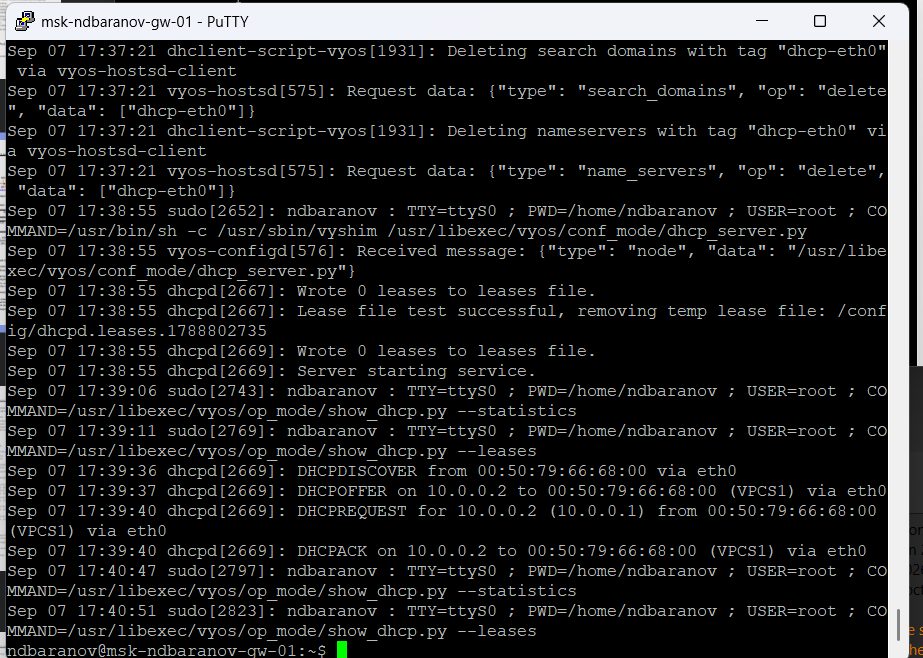 msk-ndbaranov-gw-01 - PuTTY
Sep 07 17:37:21 dhclient-script-vyos[1931]: Deleting search domains with tag "dhcp-eth0"
 via vyos-hostsd-client
Sep 07 17:37:21 vyos-hostsd[575]: Request data: {"type": "search_domains", "op": "delete
", "data": ["dhcp-eth0"]}
Sep 07 17:37:21 dhclient-script-vyos[1931]: Deleting nameservers with tag "dhcp-eth0" vi
a vyos-hostsd-client
Sep 07 17:37:21 vyos-hostsd[575]: Request data: {"type": "name_servers", "op": "delete",
 "data": ["dhcp-eth0"]}
Sep 07 17:38:55 sudo[2652]: ndbaranov : TTY=ttyS0 ; PWD=/home/ndbaranov ; USER=root ; CO
MMAND=/usr/bin/sh -c /usr/sbin/vyshim /usr/libexec/vyos/conf_mode/dhcp_server.py
Sep 07 17:38:55 vyos-configd[576]: Received message: {"type": "node", "data": "/usr/libe
xec/vyos/conf_mode/dhcp_server.py"}
Sep 07 17:38:55 dhcpd[2667]: Wrote 0 leases to leases file.
Sep 07 17:38:55 dhcpd[2667]: Lease file test successful, removing temp lease file: /conf
ig/dhcpd.leases.1788802735
Sep 07 17:38:55 dhcpd[2669]: Wrote 0 leases to leases file.
Sep 07 17:38:55 dhcpd[2669]: Server starting service.
Sep 07 17:39:06 sudo[2743]: ndbaranov : TTY=ttyS0 ; PWD=/home/ndbaranov ; USER=root ; CO
MMAND=/usr/libexec/vyos/op_mode/show_dhcp.py --statistics
Sep 07 17:39:11 sudo[2769]: ndbaranov : TTY=ttyS0 ; PWD=/home/ndbaranov ; USER=root ; CO
MMAND=/usr/libexec/vyos/op_mode/show_dhcp.py --leases
Sep 07 17:39:36 dhcpd[2669]: DHCPDISCOVER from 00:50:79:66:68:00 via eth0
Sep 07 17:39:37 dhcpd[2669]: DHCPOFFER on 10.0.0.2 to 00:50:79:66:68:00 (VPCS1) via eth0
Sep 07 17:39:40 dhcpd[2669]: DHCPREQUEST for 10.0.0.2 (10.0.0.1) from 00:50:79:66:68:00
(VPCS1) via eth0
Sep 07 17:39:40 dhcpd[2669]: DHCPACK on 10.0.0.2 to 00:50:79:66:68:00 (VPCS1) via eth0
Sep 07 17:40:47 sudo[2797]: ndbaranov : TTY=ttyS0 ; PWD=/home/ndbaranov ; USER=root ; CO
MMAND=/usr/libexec/vyos/op_mode/show_dhcp.py --statistics
Sep 07 17:40:51 sudo[2823]: ndbaranov : TTY=ttyS0 ; PWD=/home/ndbaranov ; USER=root ; CO
MMAND=/usr/libexec/vyos/op_mode/show_dhcp.py --leases
ndbaranov@msk-ndbaranov-gw-01:~$